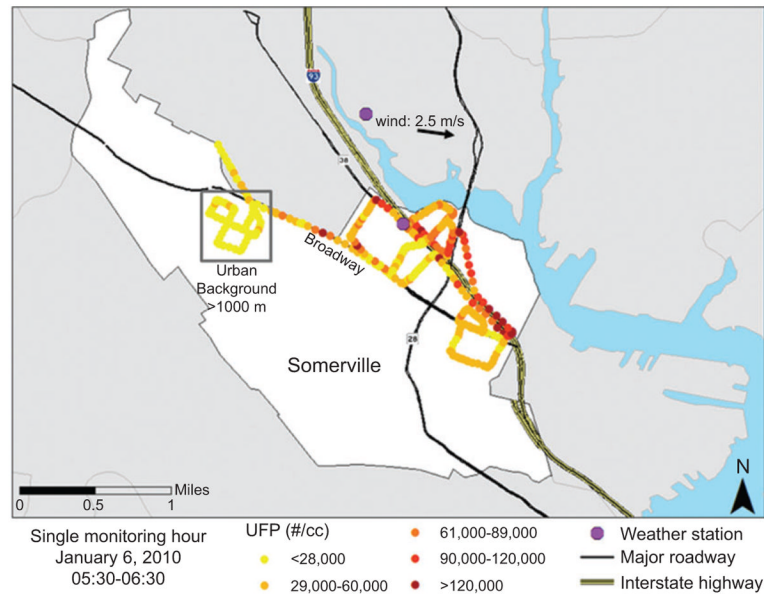 93
wind: 2.5 m/s
38
Broadway
Urban
Background
>1000 m
28
Somerville
N
Miles
0 0.5 1
Single monitoring hour
January 6, 2010
05:30-06:30
UFP (#/cc)
<28,000
29,000-60,000
61,000-89,000
90,000-120,000
>120,000
Weather station
Major roadway
Interstate highway